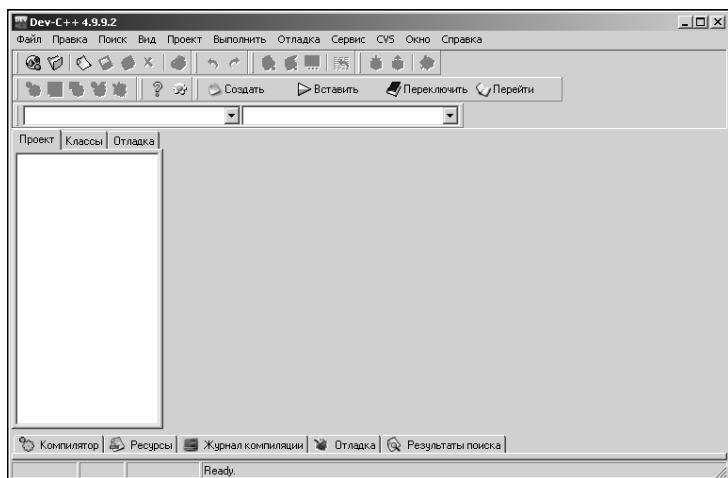 Dev-C++ 4.9.9.2
Файл Правка Поиск Вид Проект Выполнить Отладка Сервис CVS Окно Справка
Создать Вставить Переключить Перейти
Проект Классы Отладка
Компилятор Ресурсы Журнал компиляции Отладка Результаты поиска
Ready.